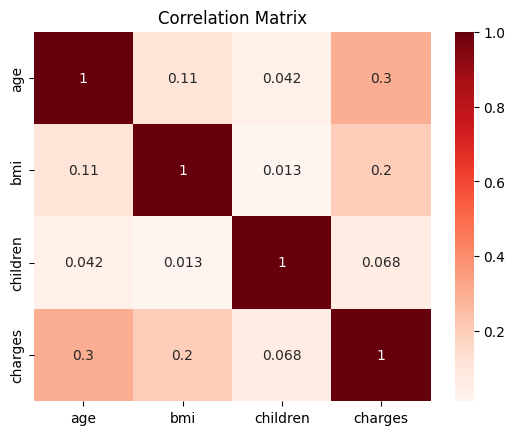 Correlation Matrix
age 1 0.11 0.042 0.3
bmi 0.11 1 0.013 0.2
children 0.042 0.013 1 0.068
charges 0.3 0.2 0.068 1
age bmi children charges
1.0
0.8
0.6
0.4
0.2